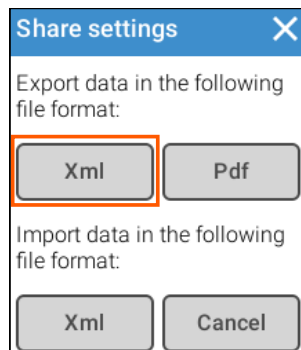 Share settings
Export data in the following
file format:
Xml Pdf
Import data in the following
file format:
Xml Cancel